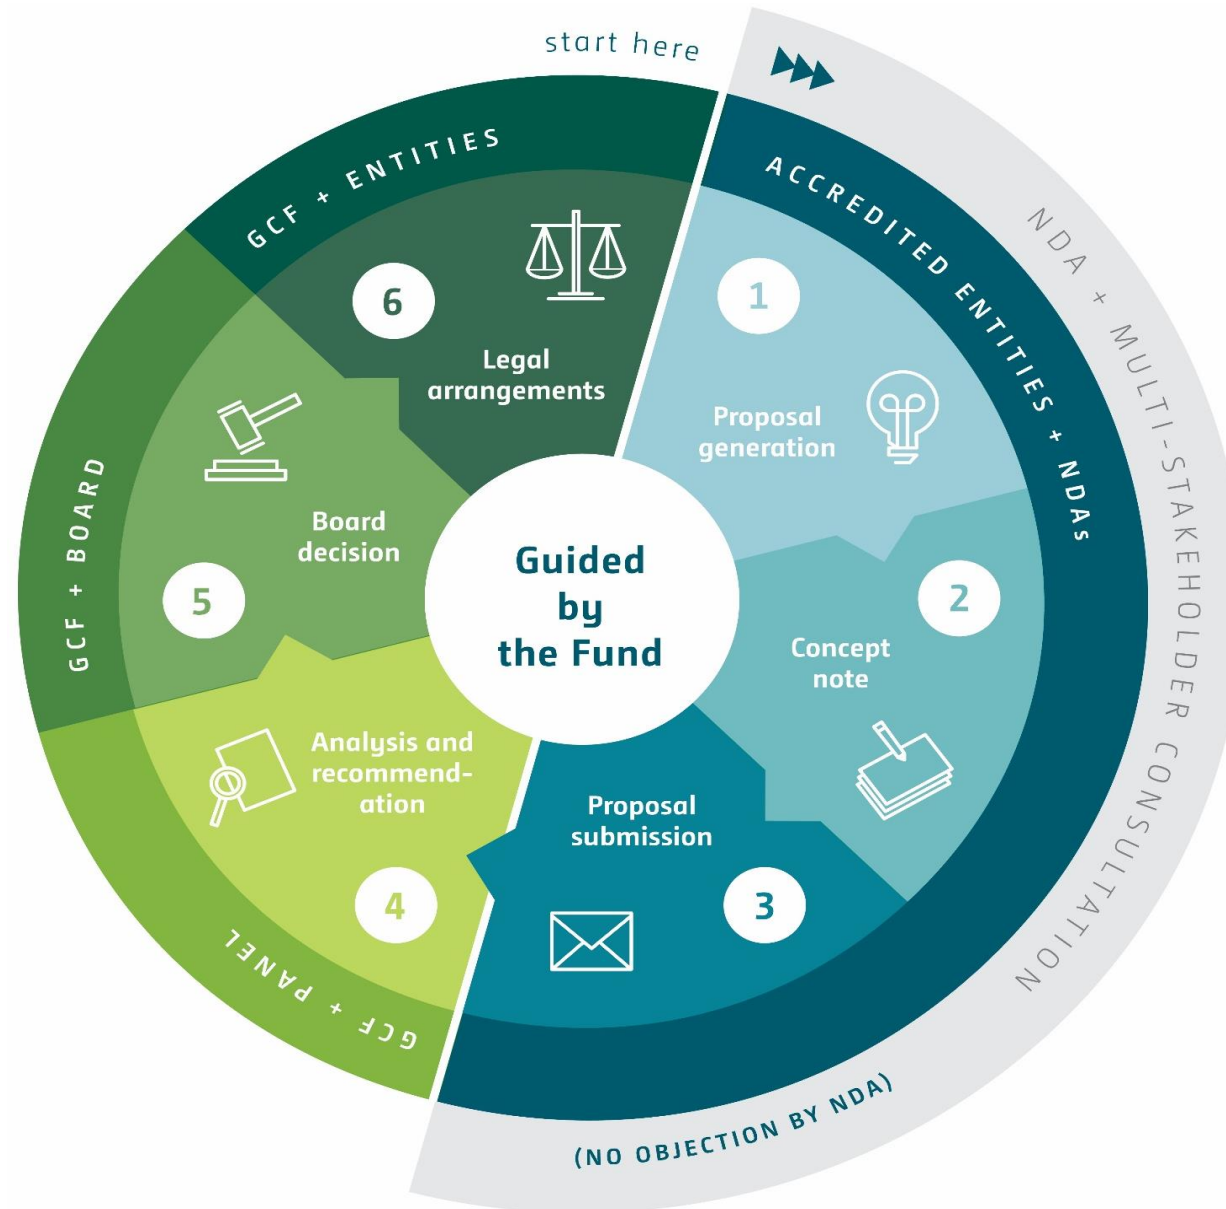 start here
NDA + MULTI-STAKEHOLDER CONSULTATION
(NO OBJECTION BY NDA)
ACCREDITED ENTITIES + NDAs
1
Proposal
generation
2
Concept
note
3
Proposal
submission
GCF + PANEL
4
Analysis and
recommend-
ation
GCF + BOARD
5
Board
decision
GCF + ENTITIES
6
Legal
arrangements
Guided
by
the Fund